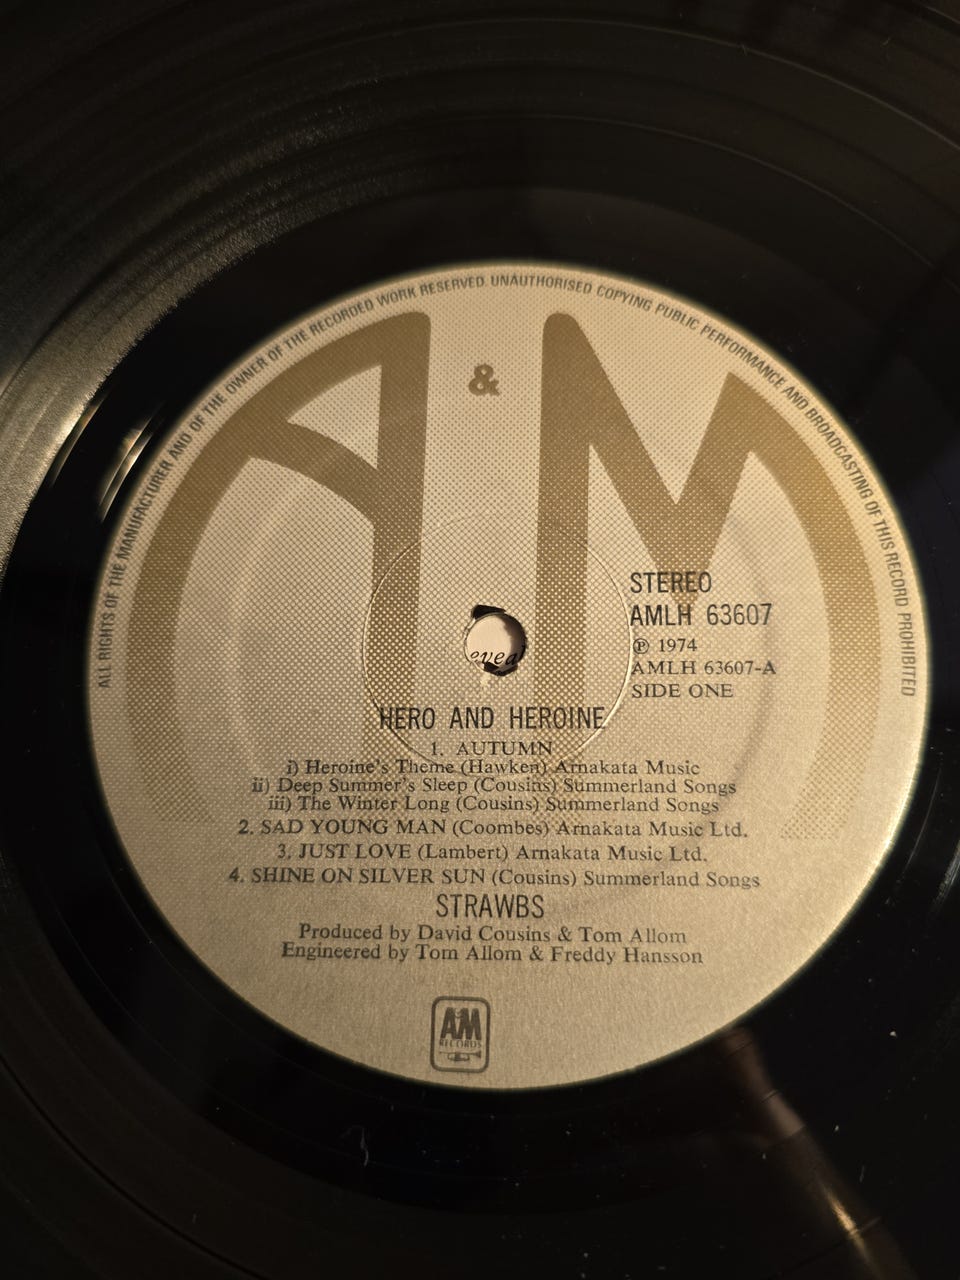 ALL RIGHTS OF THE MANUFACTURER AND OF THE OWNER OF THE RECORDED WORK RESERVED. UNAUTHORISED COPYING PUBLIC PERFORMANCE AND BROADCASTING OF THIS RECORD PROHIBITED
A & M
STEREO
AMLH 63607
℗ 1974
AMLH 63607-A
SIDE ONE
HERO AND HEROINE
1. AUTUMN
i) Heroine's Theme (Hawken) Arnakata Music
ii) Deep Summer's Sleep (Cousins) Summerland Songs
iii) The Winter Long (Cousins) Summerland Songs
2. SAD YOUNG MAN (Coombes) Arnakata Music Ltd.
3. JUST LOVE (Lambert) Arnakata Music Ltd.
4. SHINE ON SILVER SUN (Cousins) Summerland Songs
STRAWBS
Produced by David Cousins & Tom Allom
Engineered by Tom Allom & Freddy Hansson
A&M
RECORDS